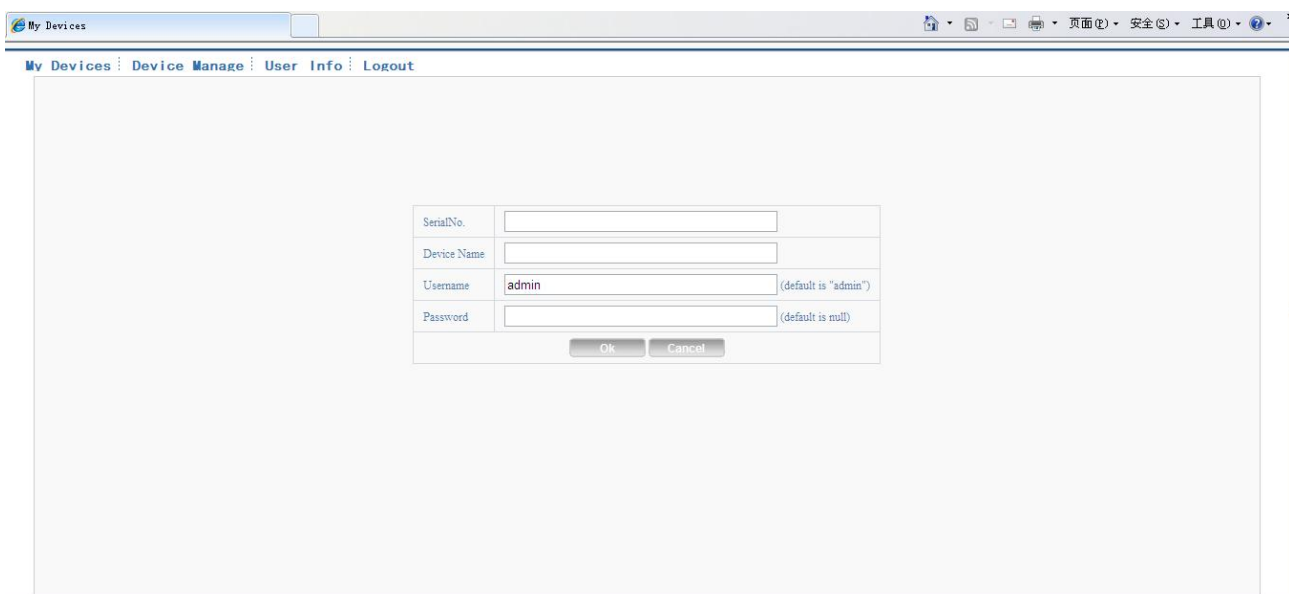 My Devices 页面(P) 安全(S) 工具(O)
My Devices Device Manage User Info Logout
SerialNo.
Device Name
Username admin (default is "admin")
Password (default is null)
Ok Cancel